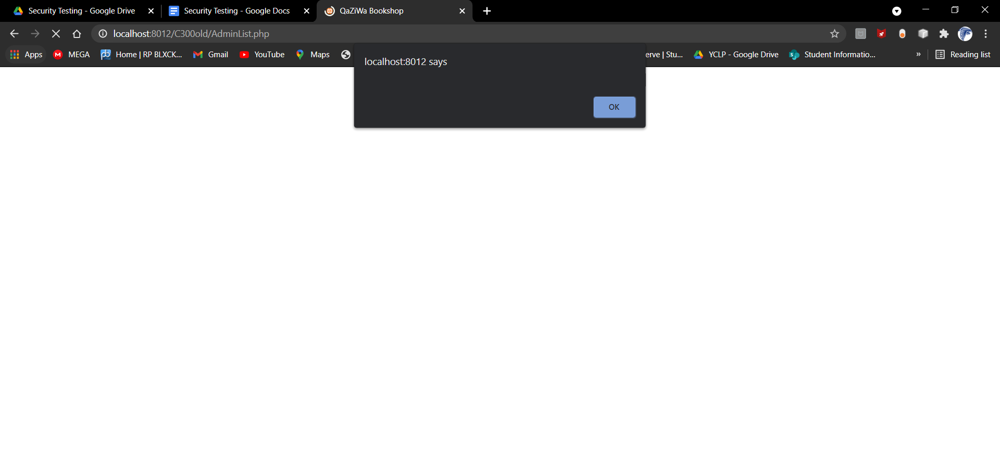 Security Testing - Google Drive
Security Testing - Google Docs
QaZiWa Bookshop
localhost:8012/C300old/AdminList.php
Apps
MEGA
Home | RP BLXCK...
Gmail
YouTube
Maps
erve | Stu...
YCLP - Google Drive
Student Informatio...
»
Reading list
localhost:8012 says
OK